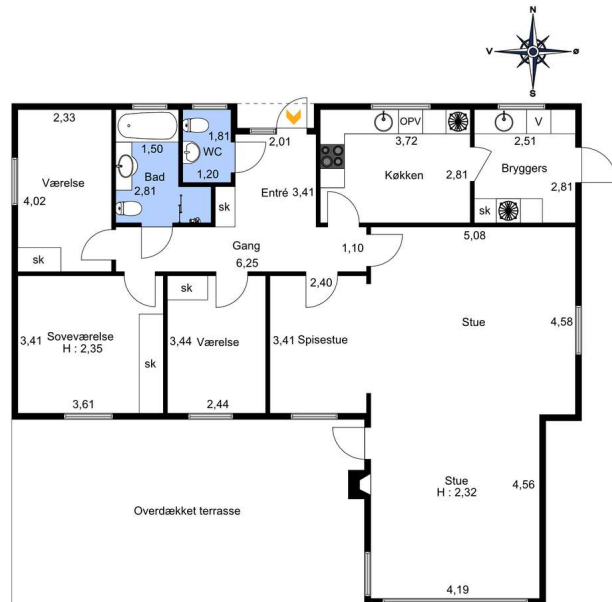 N
V
Ø
S
2,33
1,50
1,81
WC
2,01
OPV
3,72
V
2,51
Værelse
Bad
1,20
Køkken
Bryggers
4,02
2,81
Entré
3,41
2,81
2,81
sk
sk
5,08
sk
Gang
6,25
1,10
sk
2,40
Stue
4,58
3,41
Soveværelse
H : 2,35
sk
3,44
Værelse
3,41
Spisestue
3,61
2,44
Stue
H : 2,32
4,56
Overdækket terrasse
4,19